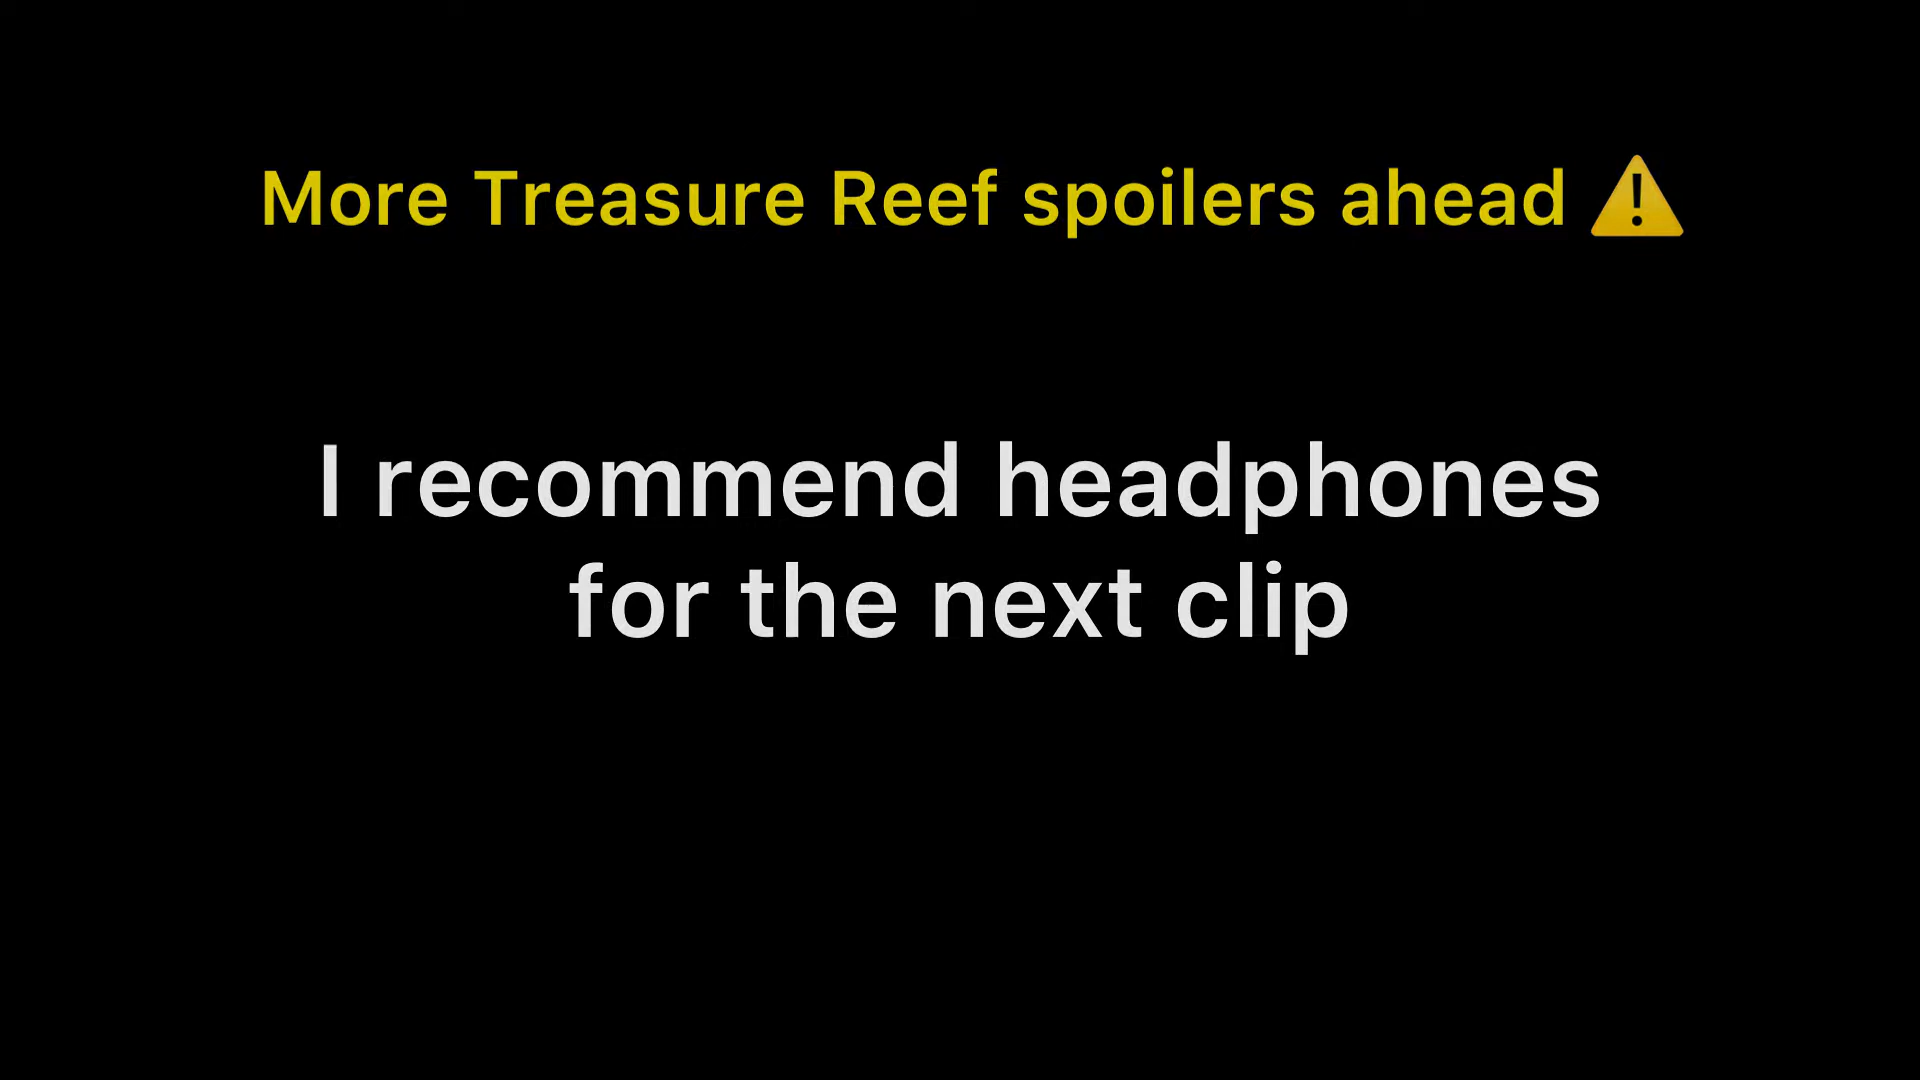 More Treasure Reef spoilers ahead ⚠️
I recommend headphones
for the next clip